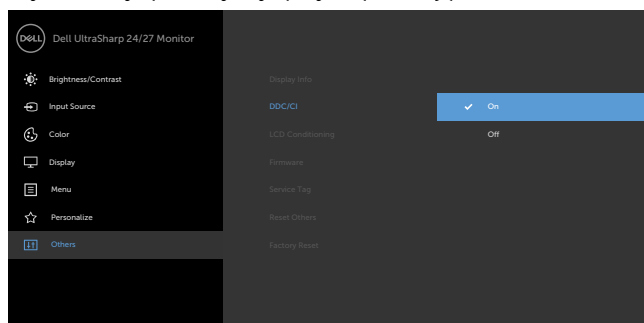 DELL
Dell UltraSharp 24/27 Monitor
Brightness/Contrast
Input Source
Color
Display
Menu
Personalize
Others
Display Info
DDC/CI
LCD Conditioning
Firmware
Service Tag
Reset Others
Factory Reset
On
Off